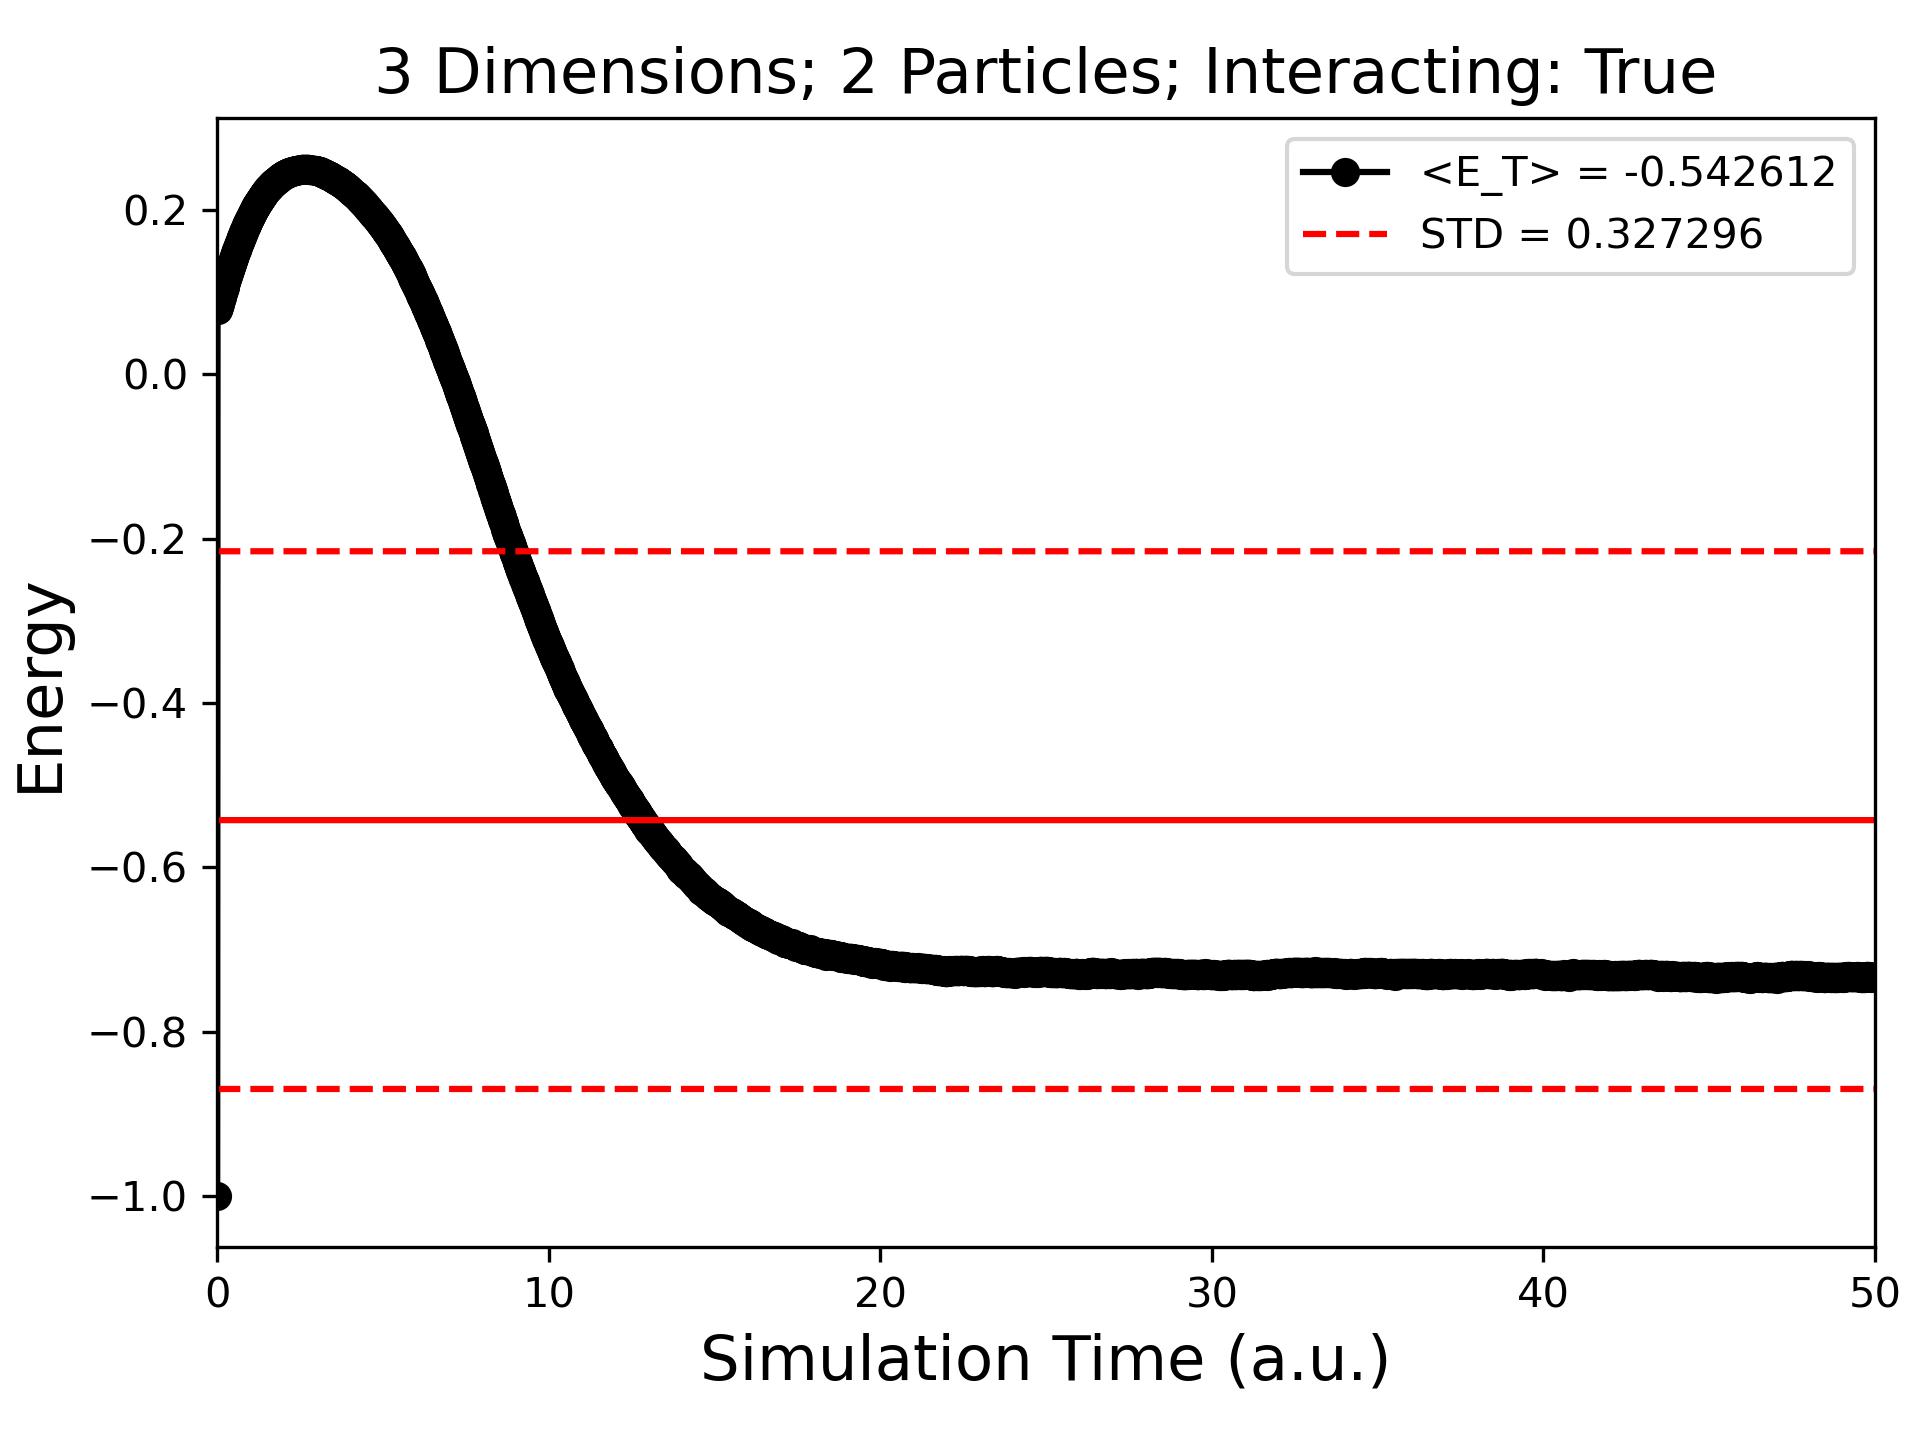 3 Dimensions; 2 Particles; Interacting: True
<E_T> = -0.542612
STD = 0.327296
Energy
0.2
0.0
−0.2
−0.4
−0.6
−0.8
−1.0
0
10
20
30
40
50
Simulation Time (a.u.)